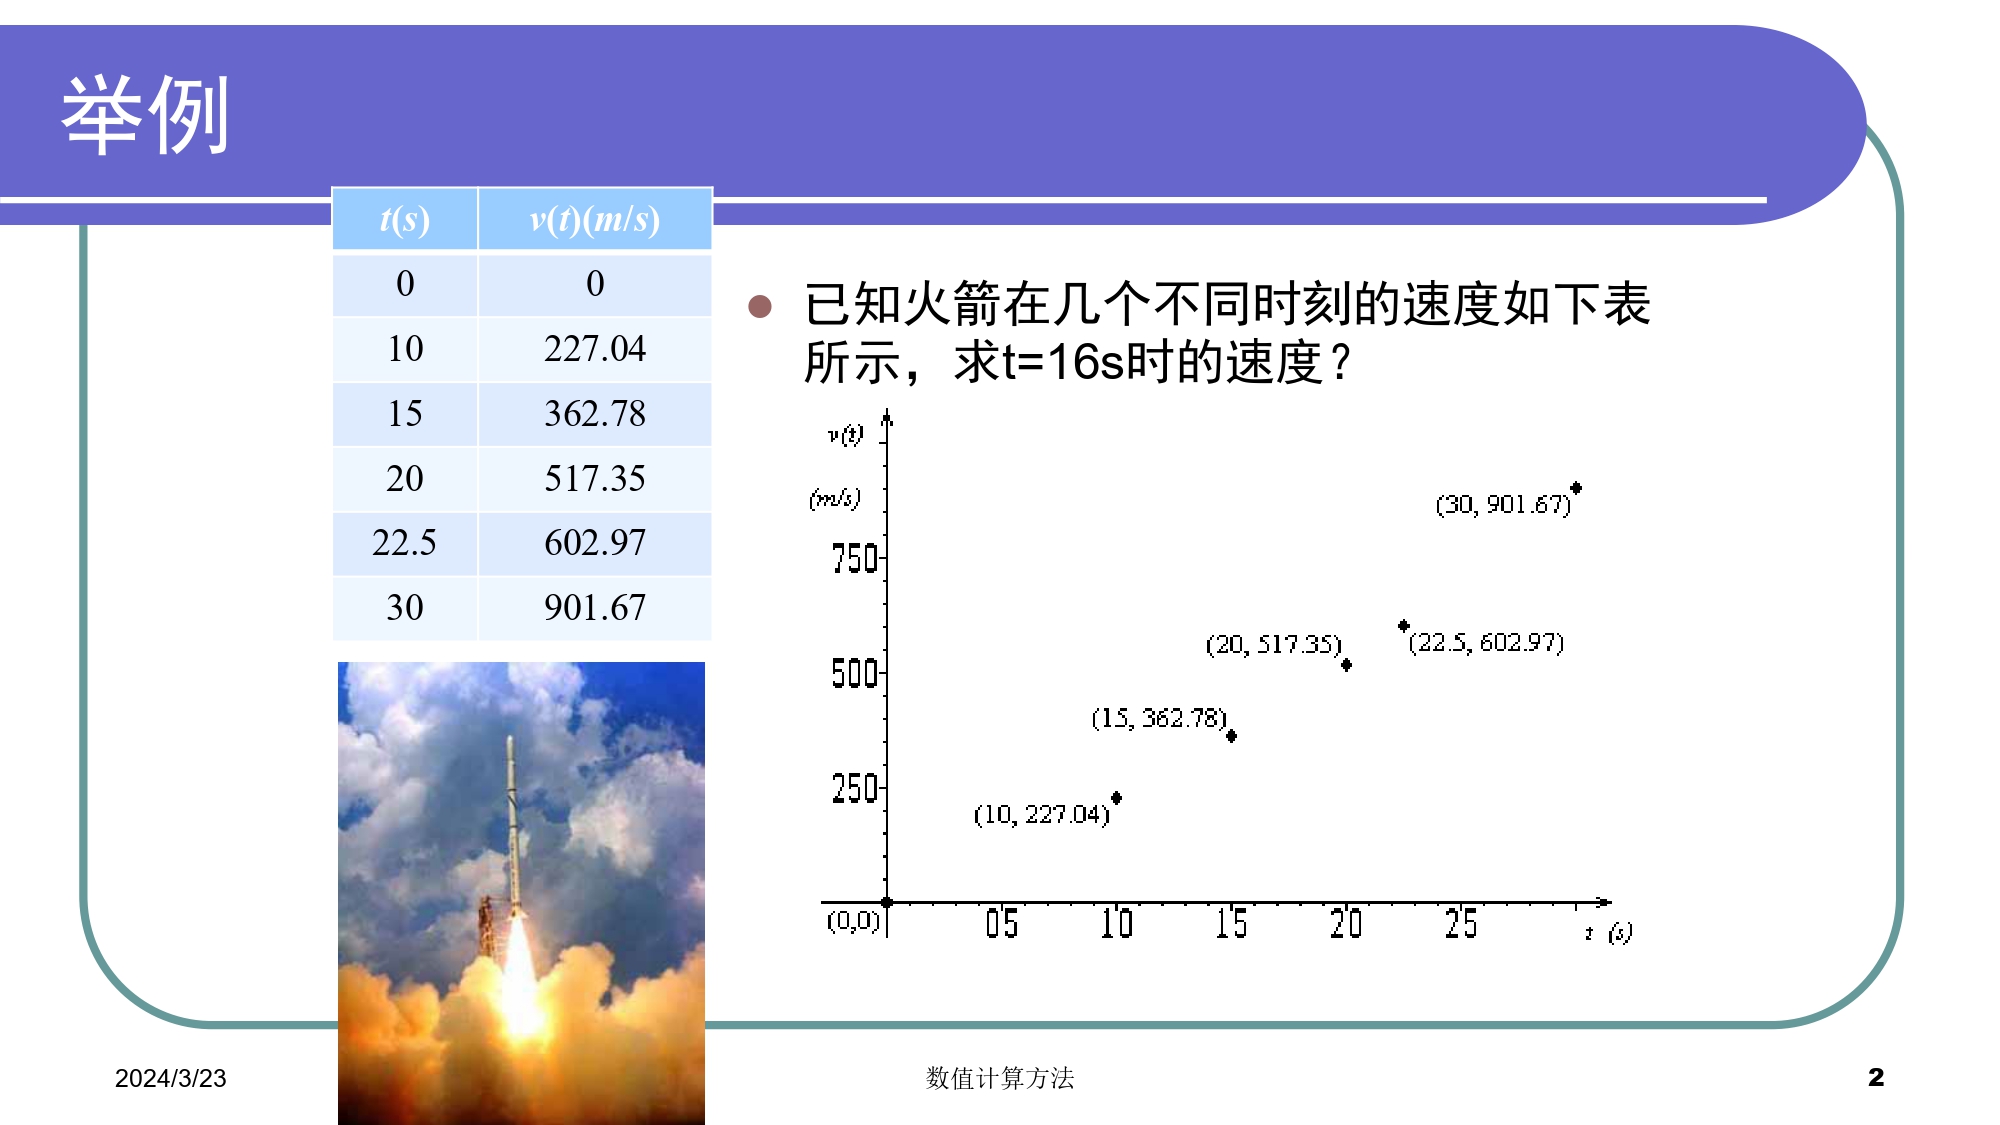 举例
t(s) v(t)(m/s)
0 0
10 227.04
15 362.78
20 517.35
22.5 602.97
30 901.67
已知火箭在几个不同时刻的速度如下表
所示，求t=16s时的速度？
v(t)
(m/s)
(30, 901.67)
750
(20, 517.35)
(22.5, 602.97)
500
(15, 362.78)
250
(10, 227.04)
(0,0)
05 10 15 20 25
t (s)
2024/3/23
数值计算方法
2